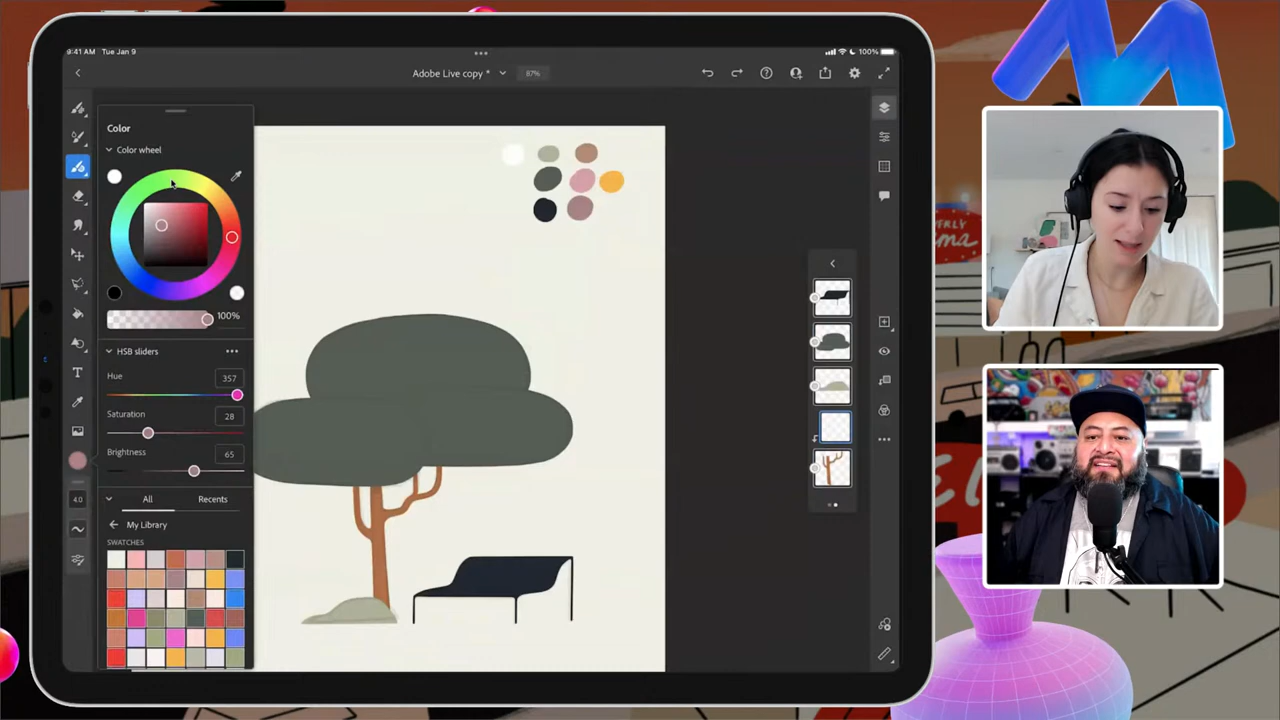 9:41 AM Tue Jan 9
100%
Adobe Live copy *
87%
Color
Color wheel
100%
HSB sliders
Hue
357
Saturation
28
Brightness
65
T
4.0
All
Recents
My Library
SWATCHES
ma